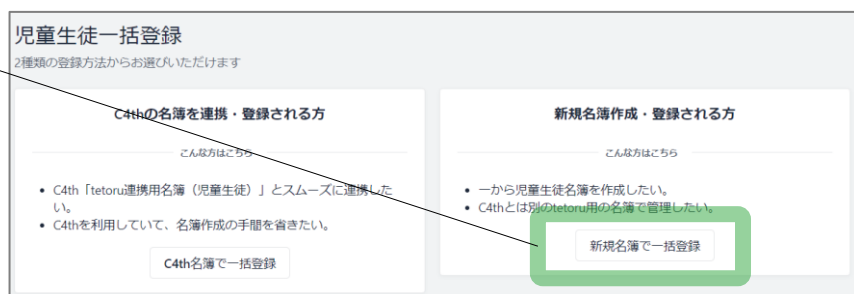 児童生徒一括登録
2種類の登録方法からお選びいただけます
C4thの名簿を連携・登録される方
こんな方はこちら
• C4th「tetoru連携用名簿（児童生徒）」とスムーズに連携した
い。
• C4thを利用していて、名簿作成の手間を省きたい。
C4th名簿で一括登録
新規名簿作成・登録される方
こんな方はこちら
• 一から児童生徒名簿を作成したい。
• C4thとは別のtetoru用の名簿で管理したい。
新規名簿で一括登録